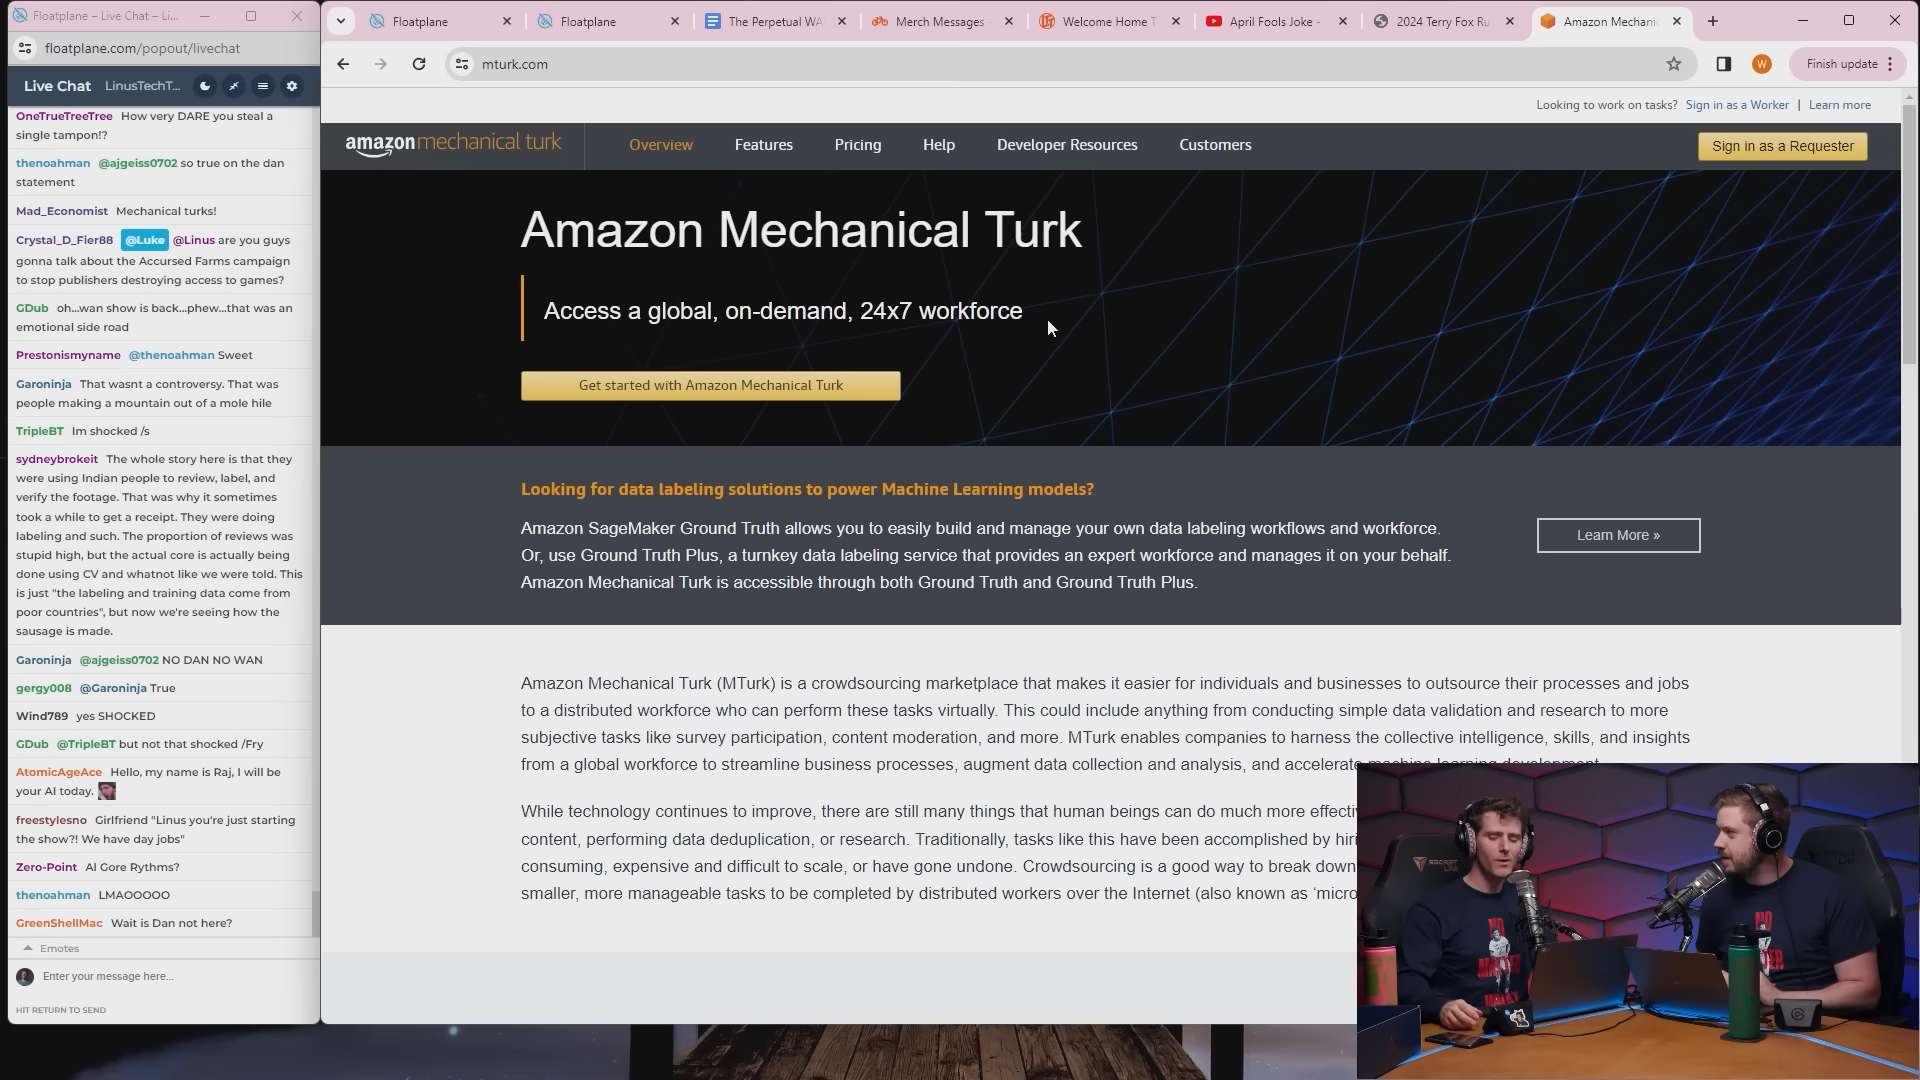 Floatplane – Live Chat – Li...
floatplane.com/popout/livechat
Live Chat LinusTechT...
OneTrueTreeTree How very DARE you steal a
single tampon!?
thenoahman @ajgeiss0702 so true on the dan
statement
Mad_Economist Mechanical turks!
Crystal_D_Fier88 @Luke @Linus are you guys
gonna talk about the Accursed Farms campaign
to stop publishers destroying access to games?
GDub oh...wan show is back...phew...that was an
emotional side road
Prestonismyname @thenoahman Sweet
Garoninja That wasnt a controversy. That was
people making a mountain out of a mole hile
TripleBT Im shocked /s
sydneybrokeit The whole story here is that they
were using Indian people to review, label, and
verify the footage. That was why it sometimes
took a while to get a receipt. They were doing
labeling and such. The proportion of reviews was
stupid high, but the actual core is actually being
done using CV and whatnot like we were told. This
is just "the labeling and training data come from
poor countries", but now we're seeing how the
sausage is made.
Garoninja @ajgeiss0702 NO DAN NO WAN
gergy008 @Garoninja True
Wind789 yes SHOCKED
GDub @TripleBT but not that shocked /Fry
AtomicAgeAce Hello, my name is Raj, I will be
your AI today.
freestylesno Girlfriend "Linus you're just starting
the show?! We have day jobs"
Zero-Point Al Gore Rythms?
thenoahman LMAOOOOO
GreenShellMac Wait is Dan not here?
Emotes
Enter your message here...
HIT RETURN TO SEND
Floatplane Floatplane The Perpetual WA Merch Messages - Welcome Home T April Fools Joke - 2024 Terry Fox Ru Amazon Mechani
mturk.com
W Finish update
Looking to work on tasks? Sign in as a Worker | Learn more
amazon mechanical turk Overview Features Pricing Help Developer Resources Customers Sign in as a Requester
Amazon Mechanical Turk
Access a global, on-demand, 24x7 workforce
Get started with Amazon Mechanical Turk
Looking for data labeling solutions to power Machine Learning models?
Amazon SageMaker Ground Truth allows you to easily build and manage your own data labeling workflows and workforce.
Or, use Ground Truth Plus, a turnkey data labeling service that provides an expert workforce and manages it on your behalf.
Amazon Mechanical Turk is accessible through both Ground Truth and Ground Truth Plus.
Learn More »
Amazon Mechanical Turk (MTurk) is a crowdsourcing marketplace that makes it easier for individuals and businesses to outsource their processes and jobs
to a distributed workforce who can perform these tasks virtually. This could include anything from conducting simple data validation and research to more
subjective tasks like survey participation, content moderation, and more. MTurk enables companies to harness the collective intelligence, skills, and insights
from a global workforce to streamline business processes, augment data collection and analysis, and accelerate machine learning development.
While technology continues to improve, there are still many things that human beings can do much more effecti
content, performing data deduplication, or research. Traditionally, tasks like this have been accomplished by hiri
consuming, expensive and difficult to scale, or have gone undone. Crowdsourcing is a good way to break down
smaller, more manageable tasks to be completed by distributed workers over the Internet (also known as ‘micro
SECRET
LAB
NO
MATTER
WHAT
NO